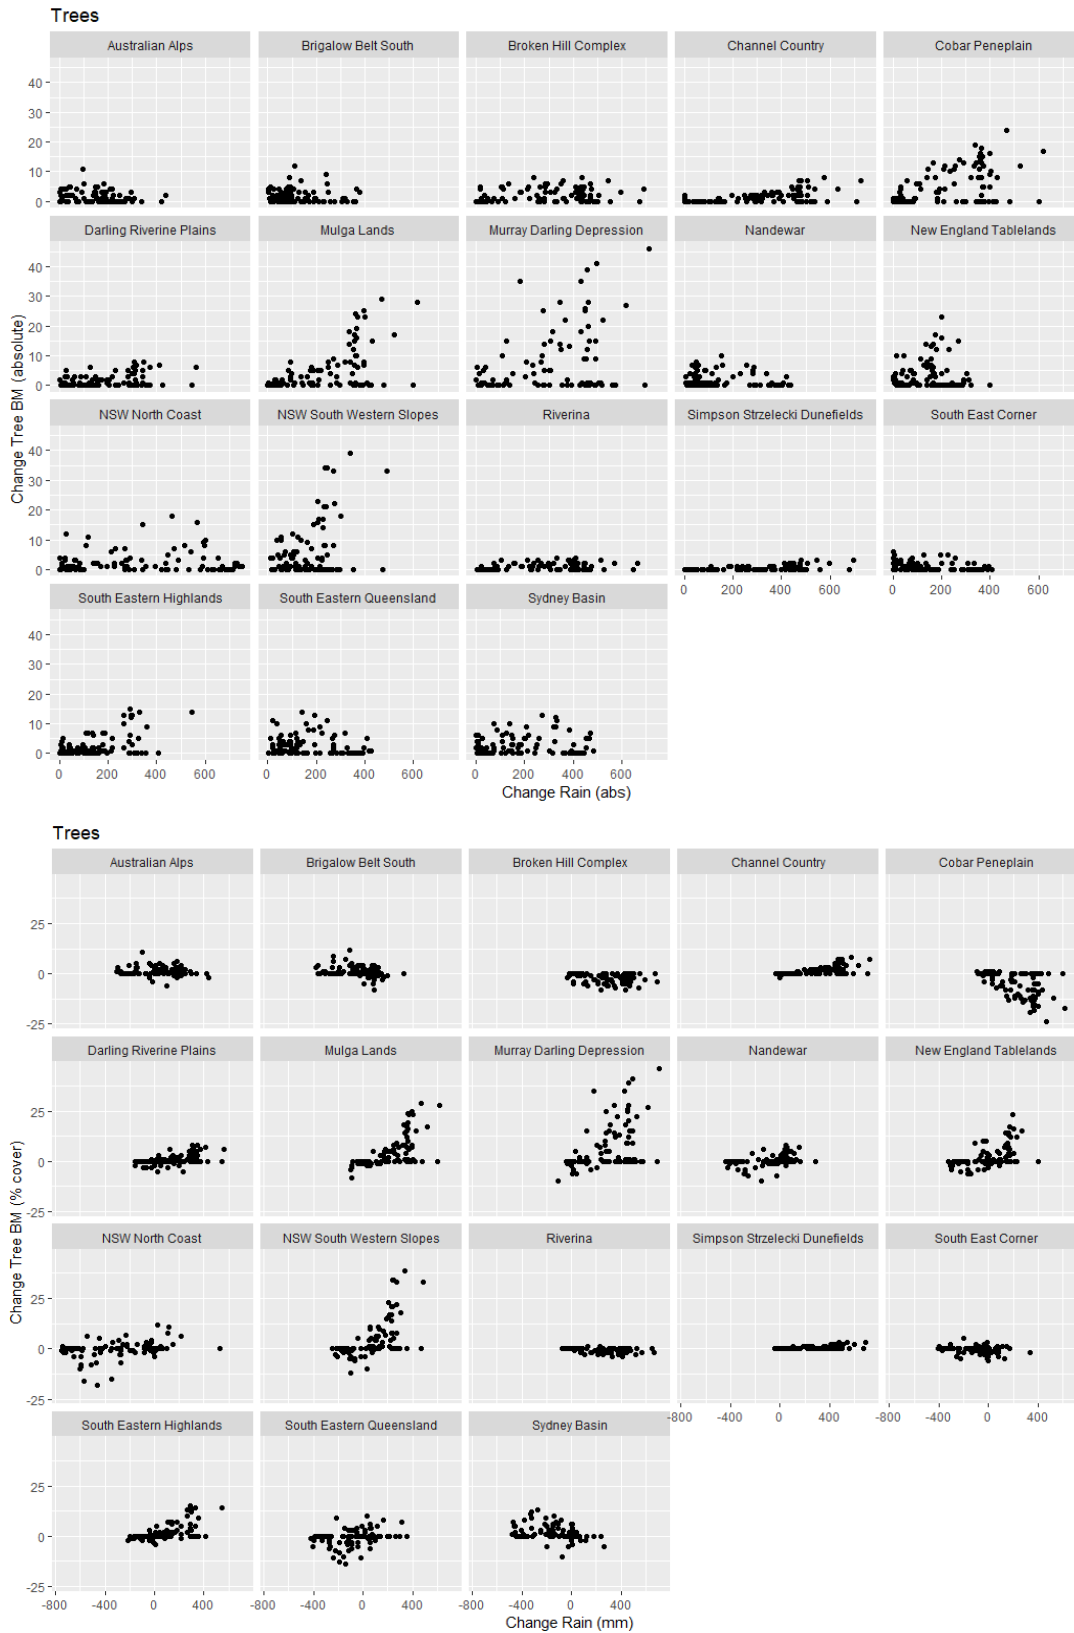 Trees
Australian Alps Brigalow Belt South Broken Hill Complex Channel Country Cobar Peneplain
40
30
20
10
0
Darling Riverine Plains Mulga Lands Murray Darling Depression Nandewar New England Tablelands
40
30
20
10
0
Change Tree BM (absolute)
NSW North Coast NSW South Western Slopes Riverina Simpson Strzelecki Dunefields South East Corner
40
30
20
10
0
0 200 400 600 0 200 400 600
South Eastern Highlands South Eastern Queensland Sydney Basin
40
30
20
10
0
0 200 400 600 0 200 400 600 0 200 400 600
Change Rain (abs)
Trees
Australian Alps Brigalow Belt South Broken Hill Complex Channel Country Cobar Peneplain
25
0
-25
Darling Riverine Plains Mulga Lands Murray Darling Depression Nandewar New England Tablelands
25
0
-25
Change Tree BM (% cover)
NSW North Coast NSW South Western Slopes Riverina Simpson Strzelecki Dunefields South East Corner
25
0
-25
-800 -400 0 400 -800 -400 0 400
South Eastern Highlands South Eastern Queensland Sydney Basin
25
0
-25
-800 -400 0 400 -800 -400 0 400 -800 -400 0 400
Change Rain (mm)